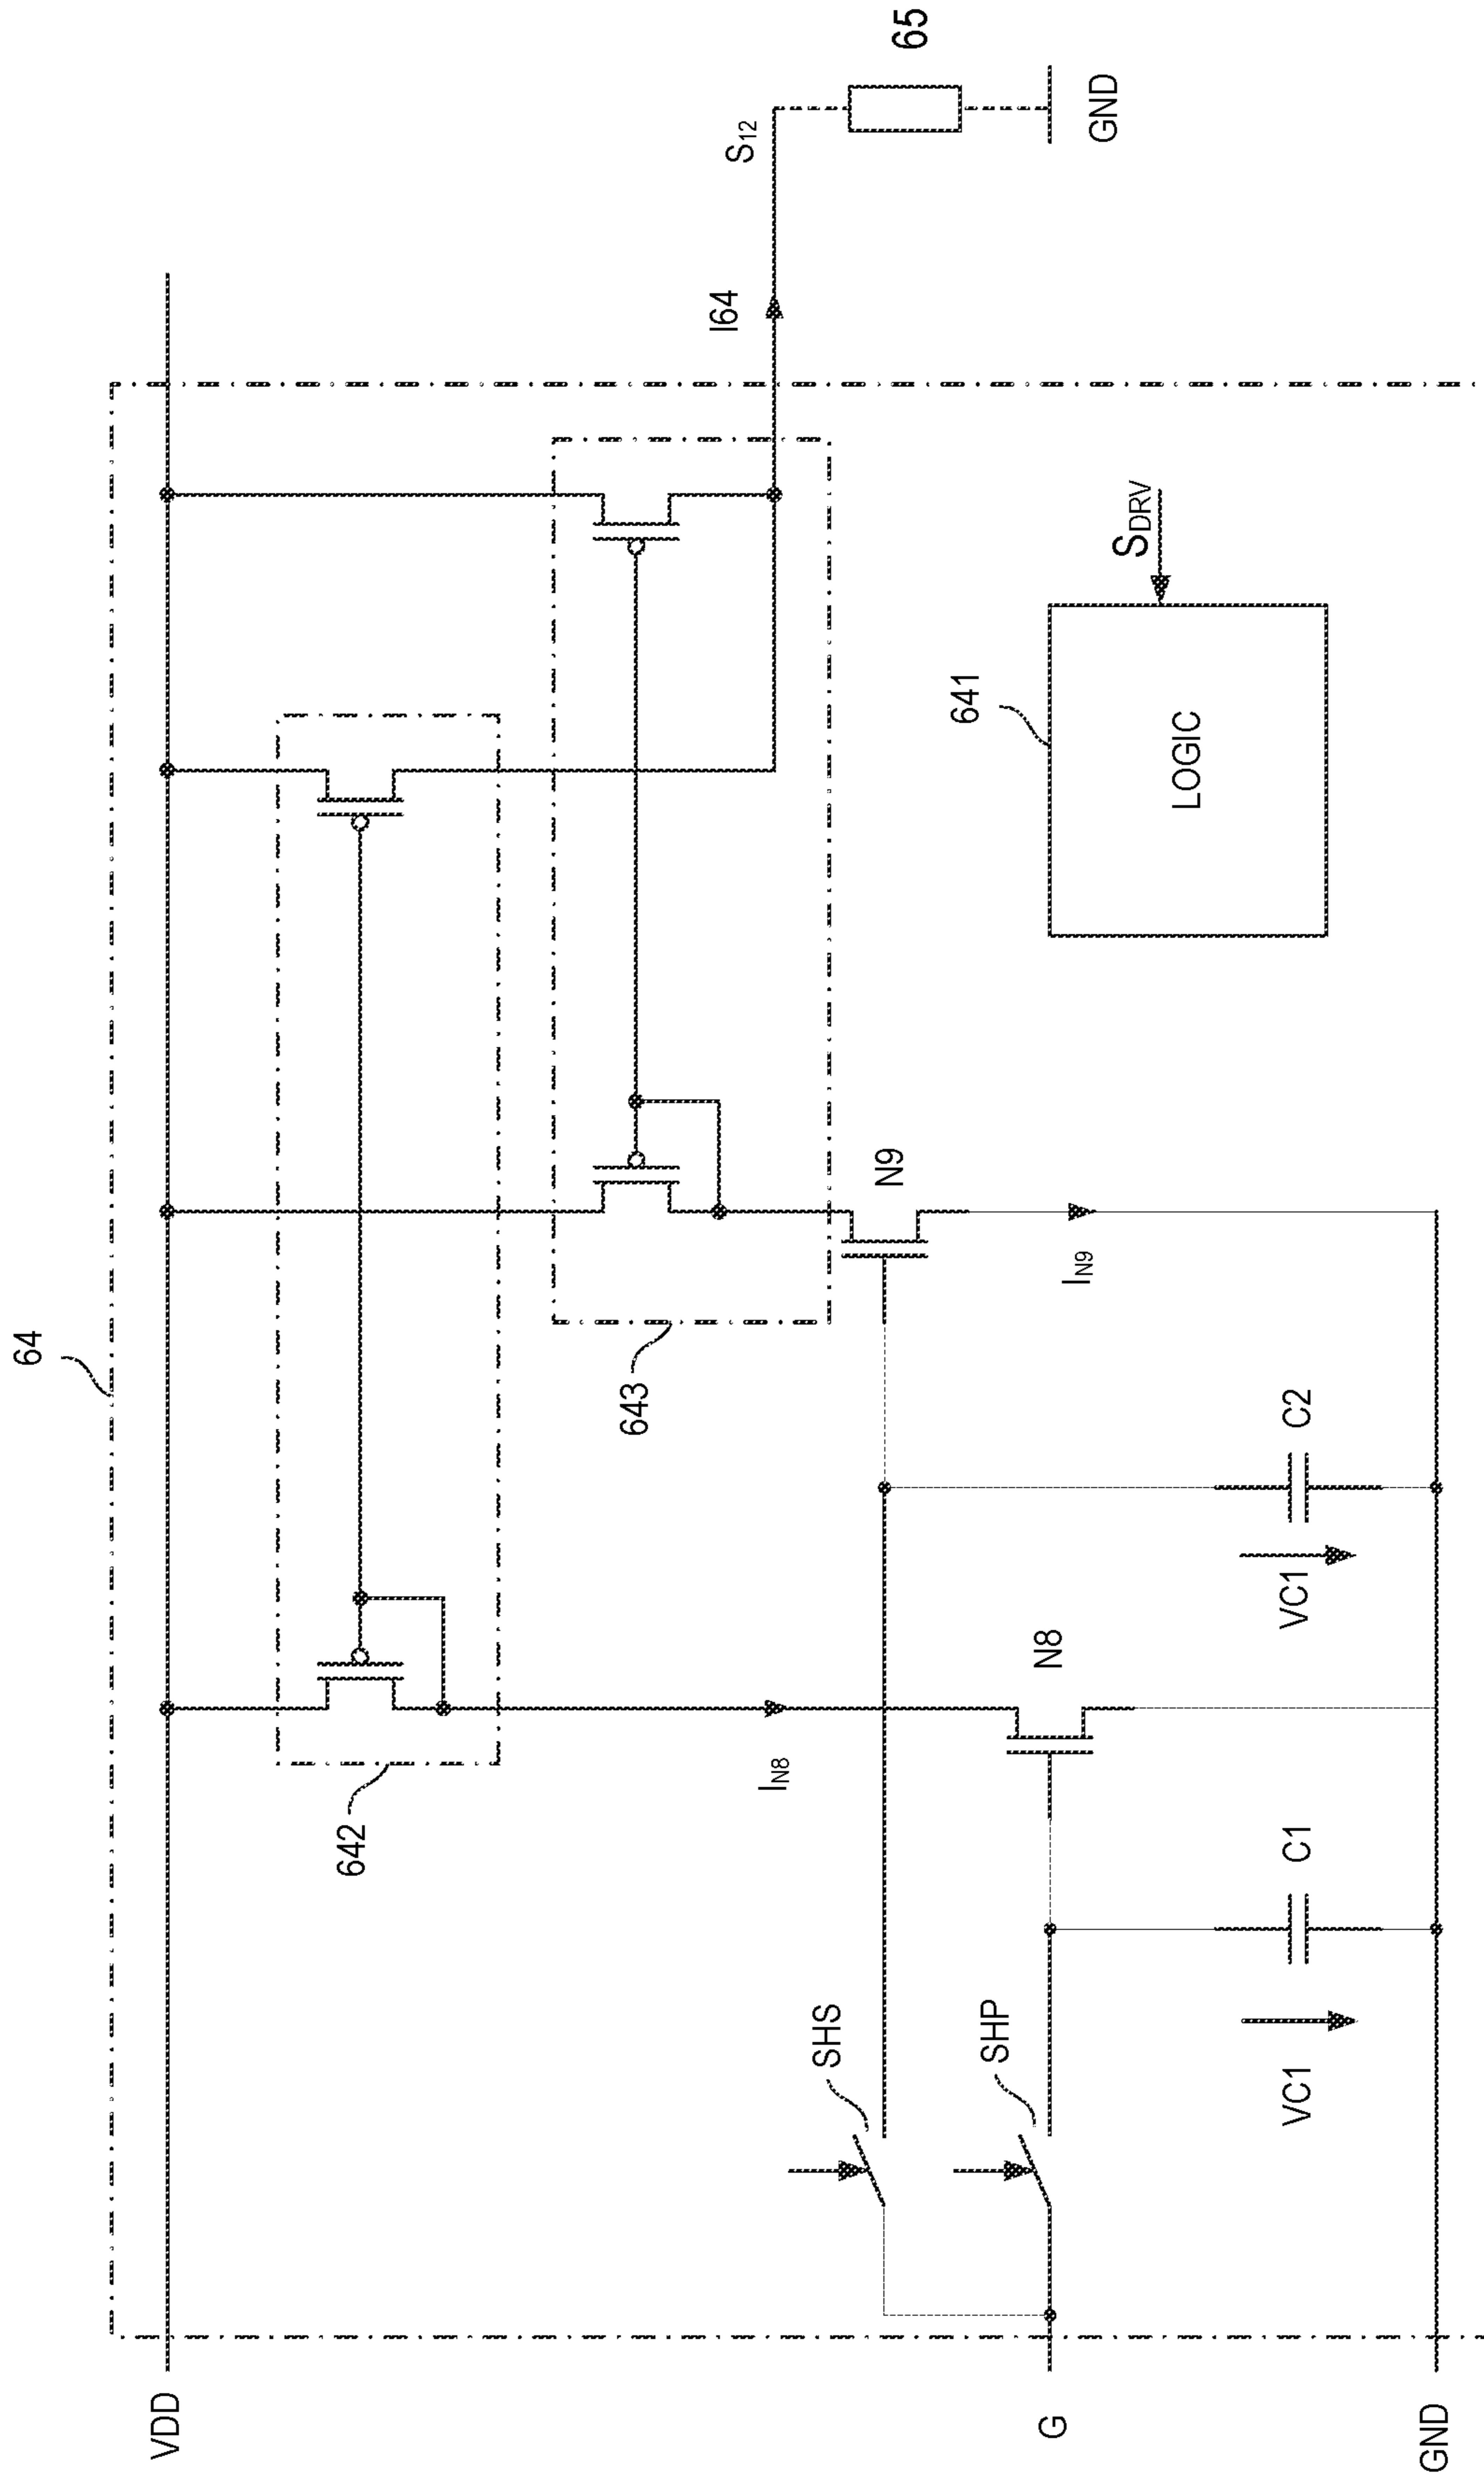 64
VDD
642
643
I64
S12
65
GND
IN8
N9
IN9
SHS
SHP
N8
641
LOGIC
SDRV
G
VC1
C1
VC1
C2
GND